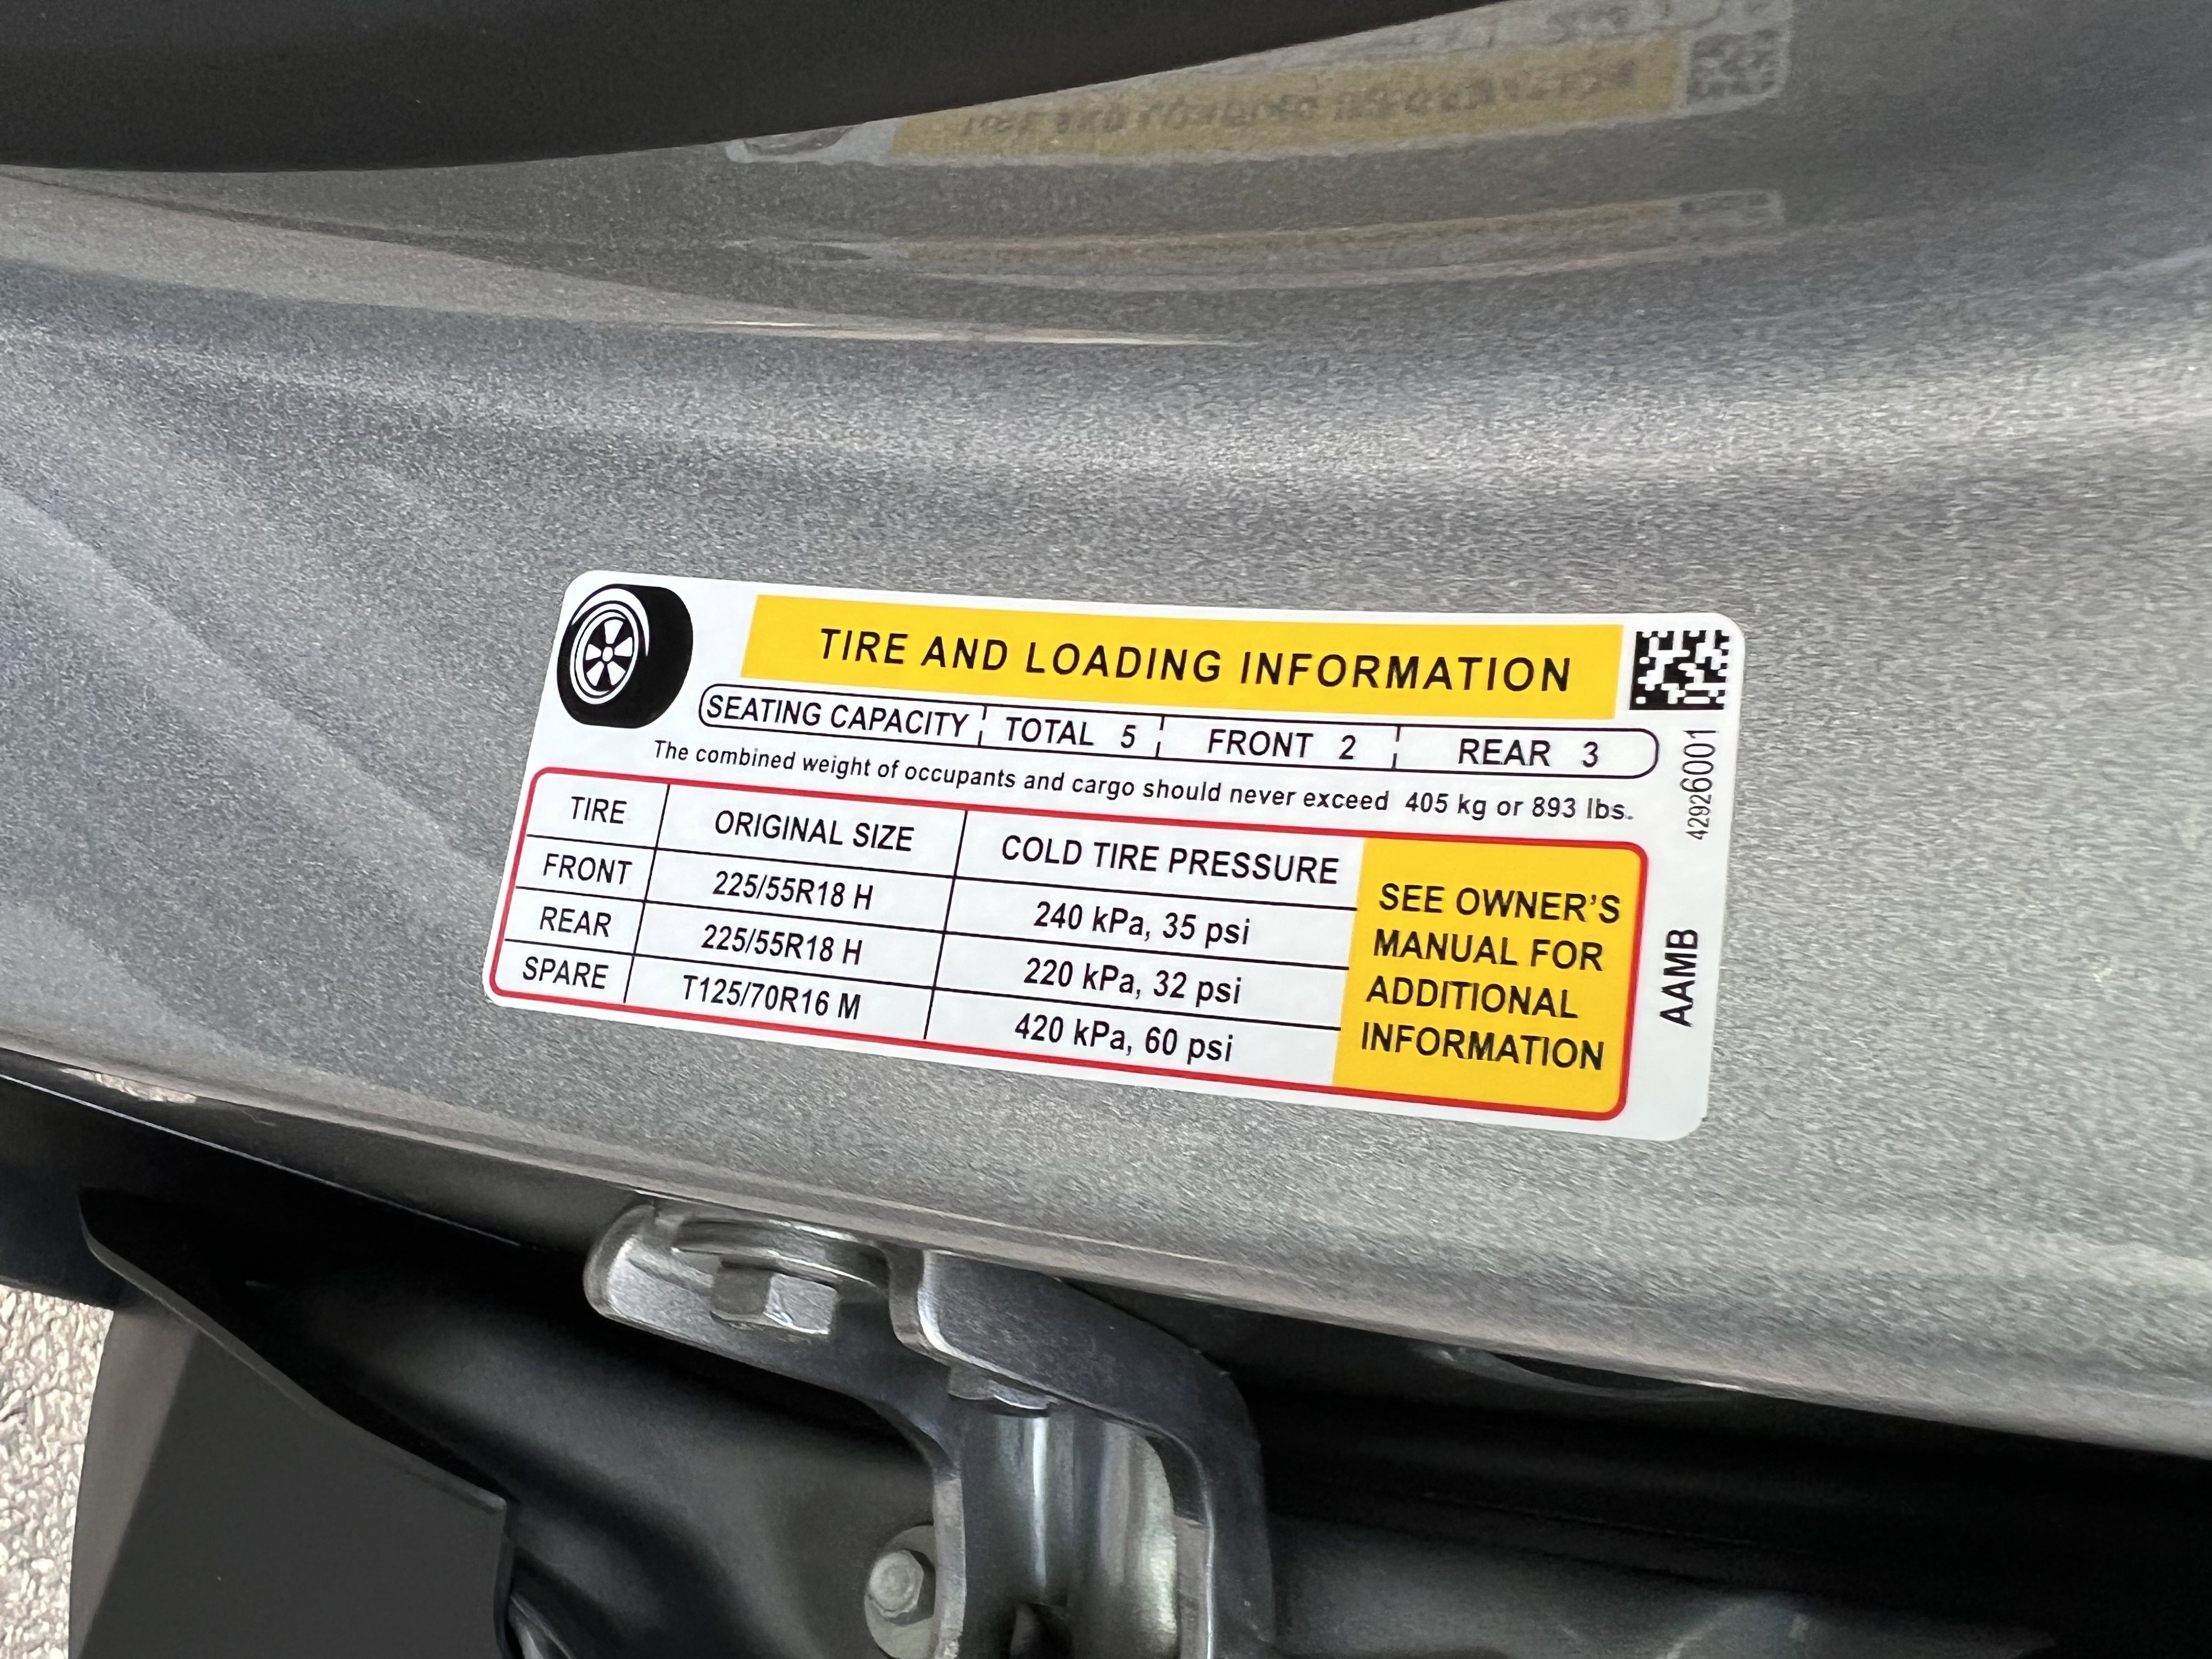 TIRE AND LOADING INFORMATION
SEATING CAPACITY TOTAL 5 FRONT 2 REAR 3
The combined weight of occupants and cargo should never exceed 405 kg or 893 lbs.
TIRE ORIGINAL SIZE COLD TIRE PRESSURE
FRONT 225/55R18 H 240 kPa, 35 psi
REAR 225/55R18 H 220 kPa, 32 psi
SPARE T125/70R16 M 420 kPa, 60 psi
SEE OWNER'S
MANUAL FOR
ADDITIONAL
INFORMATION
42926001
AAMB